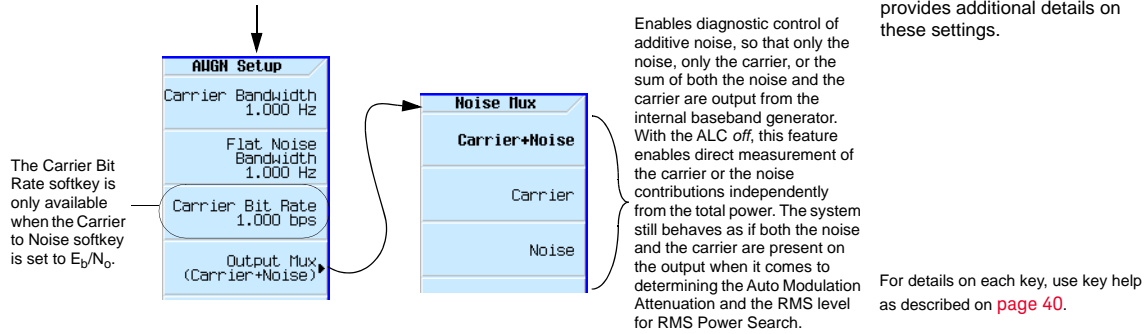 provides additional details on
these settings.
Enables diagnostic control of
additive noise, so that only the
noise, only the carrier, or the
sum of both the noise and the
carrier are output from the
internal baseband generator.
With the ALC off, this feature
enables direct measurement of
the carrier or the noise
contributions independently
from the total power. The system
still behaves as if both the noise
and the carrier are present on
the output when it comes to
determining the Auto Modulation
Attenuation and the RMS level
for RMS Power Search.
AWGN Setup
Carrier Bandwidth
1.000 Hz
Flat Noise
Bandwidth
1.000 Hz
Carrier Bit Rate
1.000 bps
Output Mux
(Carrier+Noise)
Noise Mux
Carrier+Noise
Carrier
Noise
The Carrier Bit
Rate softkey is
only available
when the Carrier
to Noise softkey
is set to Eb/No.
For details on each key, use key help
as described on page 40.